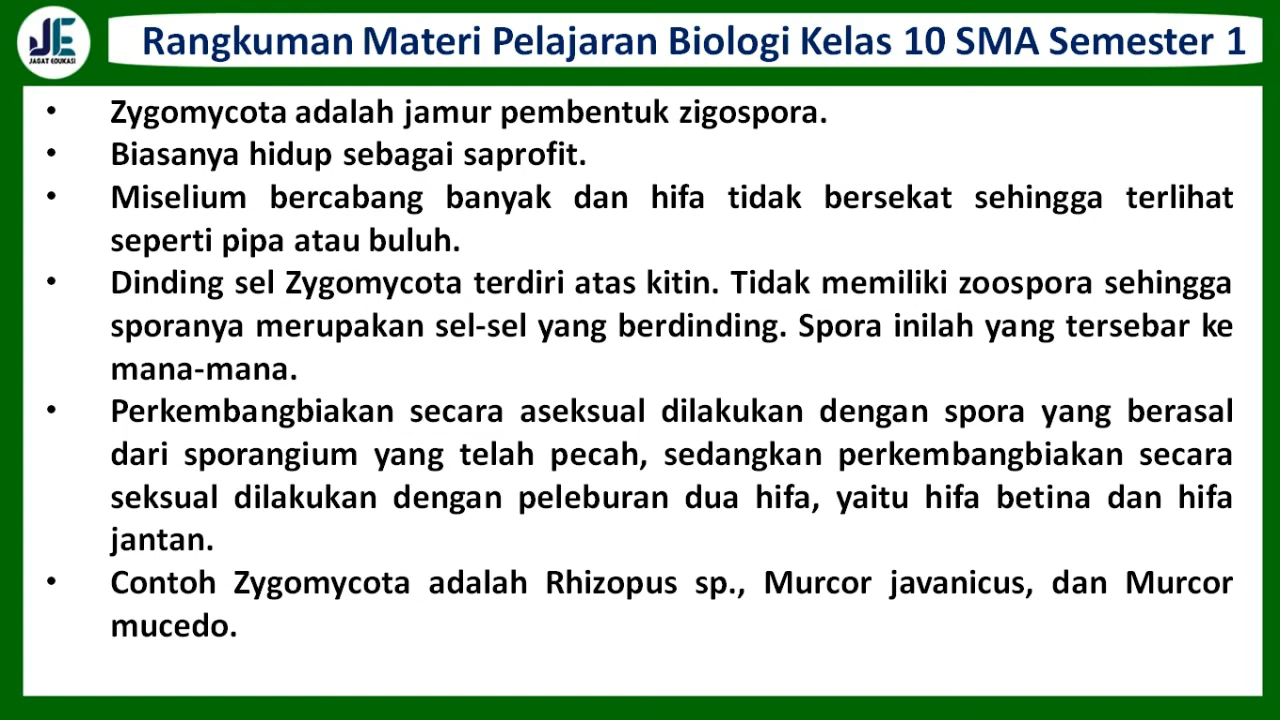 JE
JAGAT EDUKASI
Rangkuman Materi Pelajaran Biologi Kelas 10 SMA Semester 1
• Zygomycota adalah jamur pembentuk zigospora.
• Biasanya hidup sebagai saprofit.
• Miselium bercabang banyak dan hifa tidak bersekat sehingga terlihat
seperti pipa atau buluh.
• Dinding sel Zygomycota terdiri atas kitin. Tidak memiliki zoospora sehingga
sporanya merupakan sel-sel yang berdinding. Spora inilah yang tersebar ke
mana-mana.
• Perkembangbiakan secara aseksual dilakukan dengan spora yang berasal
dari sporangium yang telah pecah, sedangkan perkembangbiakan secara
seksual dilakukan dengan peleburan dua hifa, yaitu hifa betina dan hifa
jantan.
• Contoh Zygomycota adalah Rhizopus sp., Murcor javanicus, dan Murcor
mucedo.